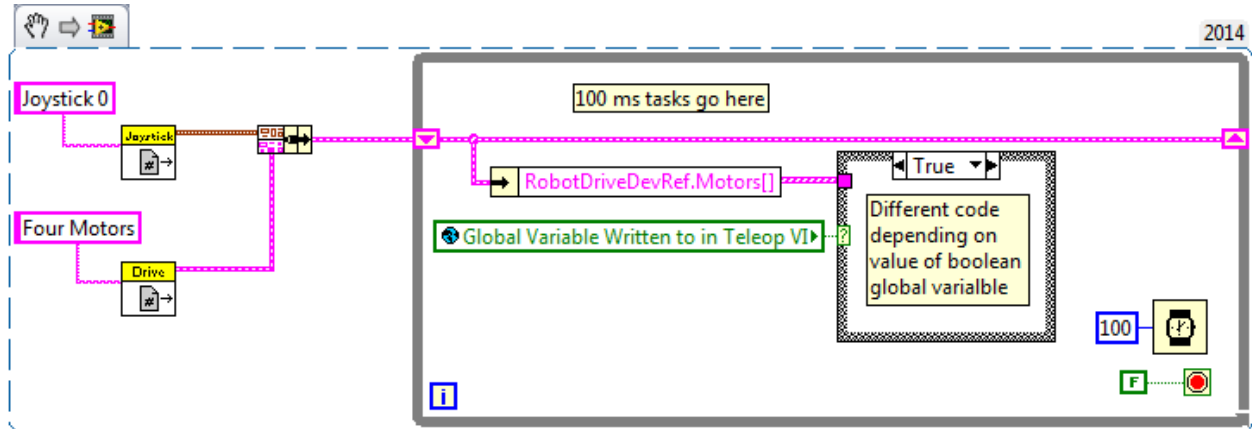 2014
Joystick 0
100 ms tasks go here
Joystick
#
RobotDriveDevRef.Motors[]
True
Four Motors
Global Variable Written to in Teleop VI
?
Different code
depending on
value of boolean
global varialble
Drive
#
100
F
i